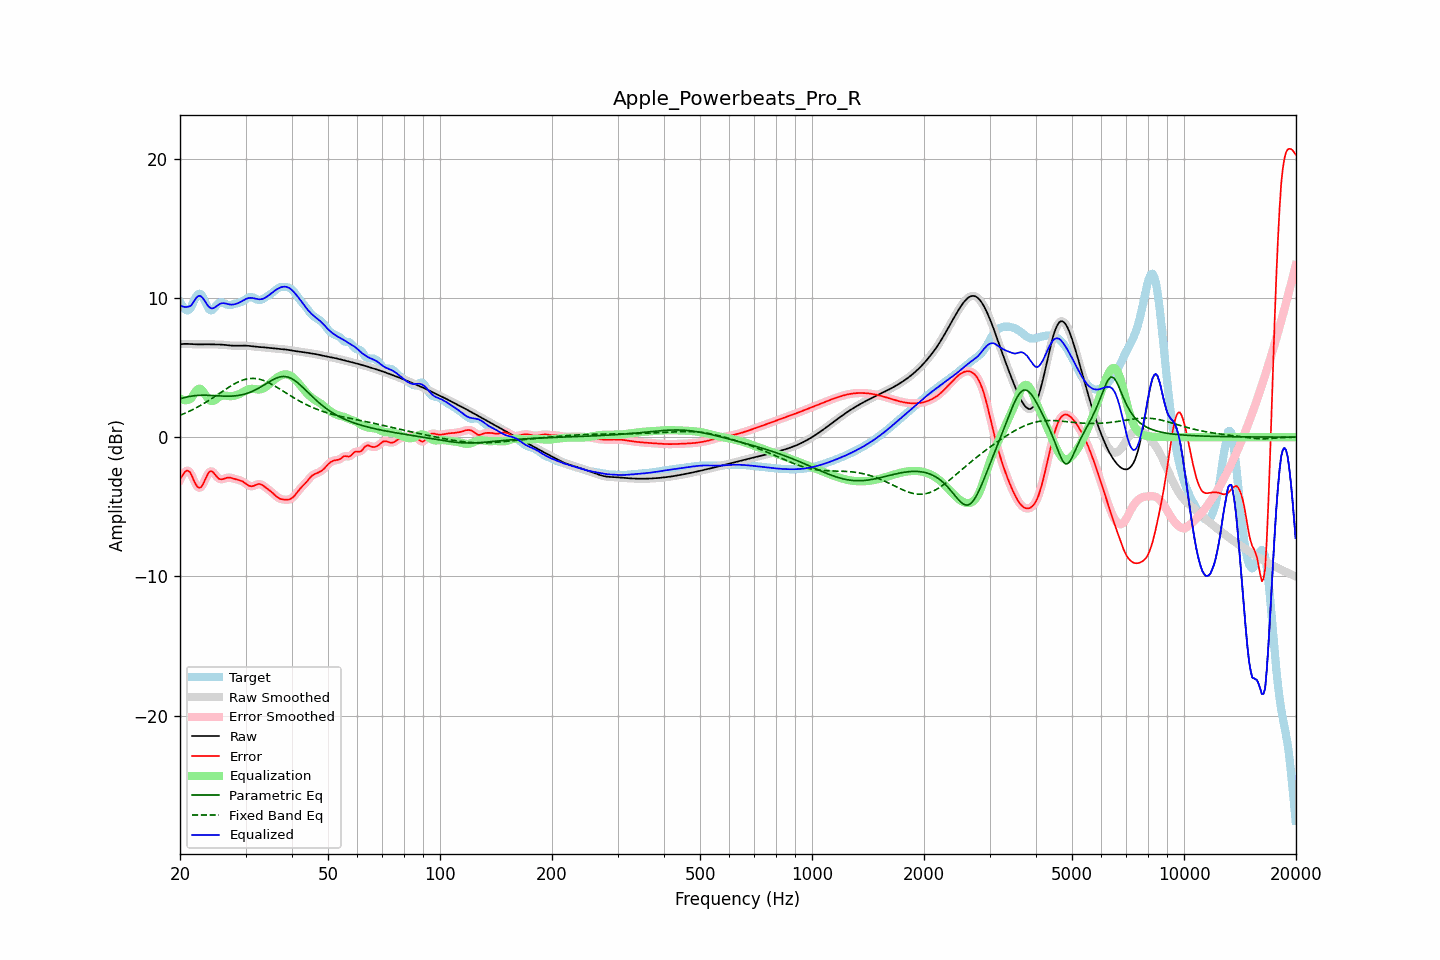 Apple_Powerbeats_Pro_R
20
10
0
−10
−20
Amplitude (dBr)
Target
Raw Smoothed
Error Smoothed
Raw
Error
Equalization
Parametric Eq
Fixed Band Eq
Equalized
20 50 100 200 500 1000 2000 5000 10000 20000
Frequency (Hz)